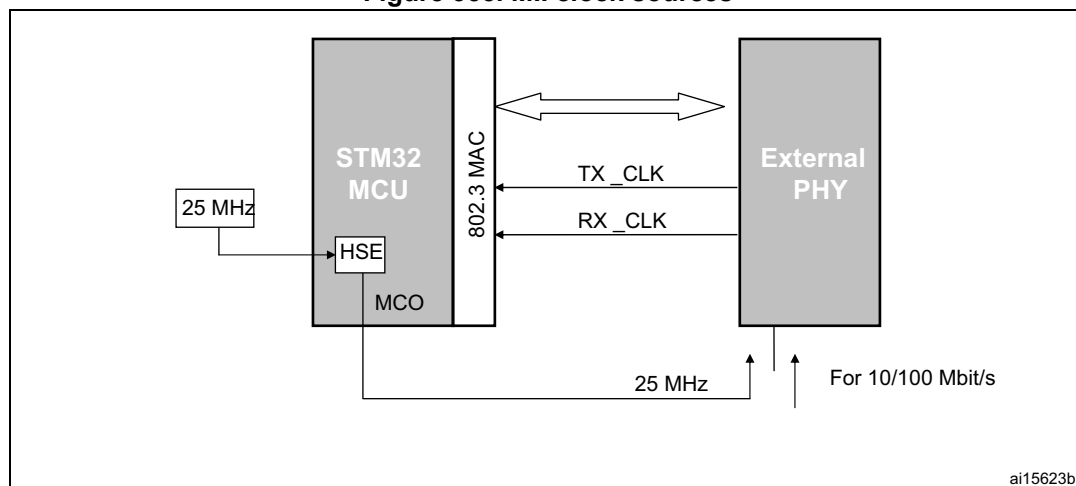 STM32
MCU
802.3 MAC
External
PHY
TX _CLK
RX _CLK
25 MHz
HSE
MCO
25 MHz
For 10/100 Mbit/s
ai15623b